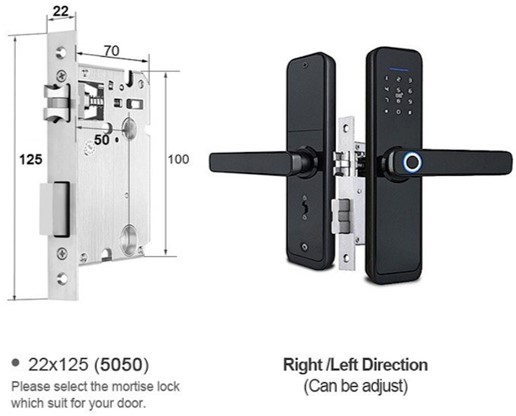 22
70
50
125
100
● 22x125 (5050)
Please select the mortise lock
which suit for your door.
Right /Left Direction
(Can be adjust)